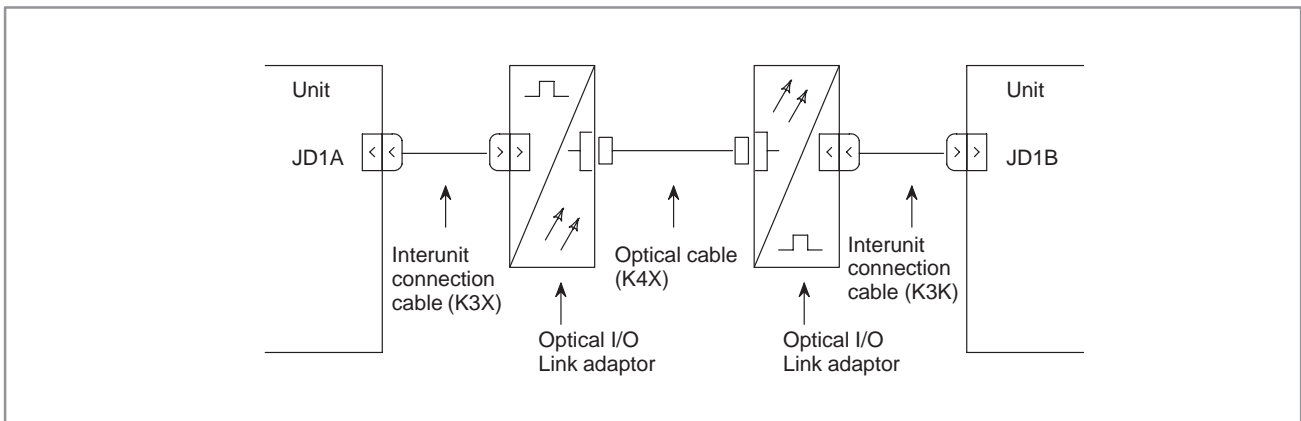 Unit
JD1A
Interunit
connection
cable (K3X)
Optical I/O
Link adaptor
Optical cable
(K4X)
Optical I/O
Link adaptor
Interunit
connection
cable (K3K)
Unit
JD1B